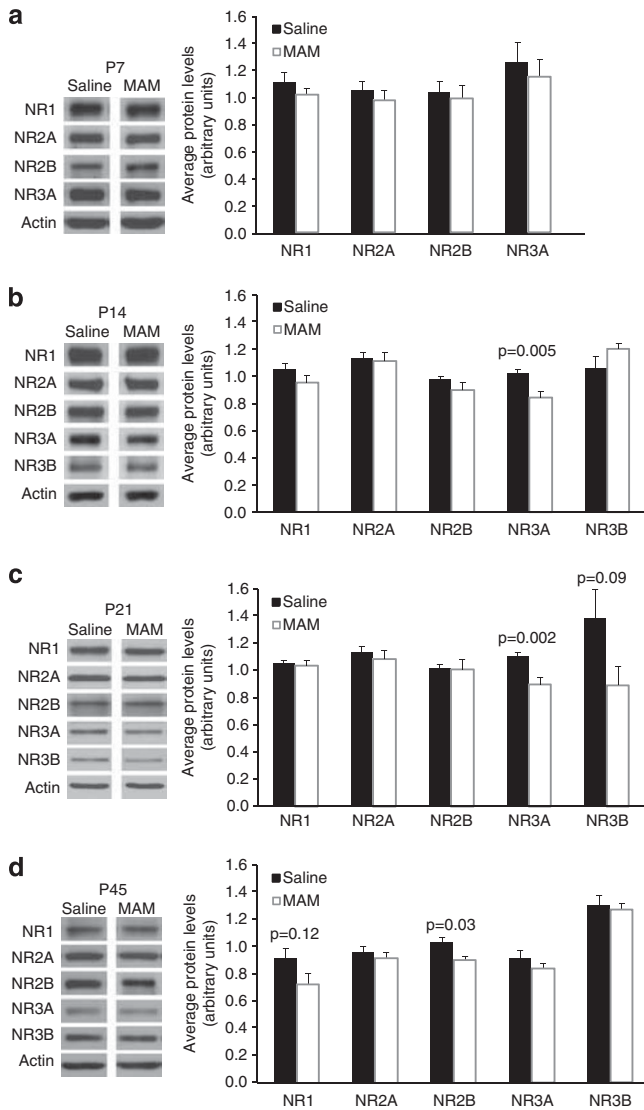 a
P7
Saline MAM
NR1
NR2A
NR2B
NR3A
Actin
Average protein levels
(arbitrary units)
1.6
1.4
1.2
1.0
0.8
0.6
0.4
0.2
0.0
Saline
MAM
NR1 NR2A NR2B NR3A
b
P14
Saline MAM
NR1
NR2A
NR2B
NR3A
NR3B
Actin
Average protein levels
(arbitrary units)
1.6
1.4
1.2
1.0
0.8
0.6
0.4
0.2
0.0
Saline
MAM
p=0.005
NR1 NR2A NR2B NR3A NR3B
c
P21
Saline MAM
NR1
NR2A
NR2B
NR3A
NR3B
Actin
Average protein levels
(arbitrary units)
1.6
1.4
1.2
1.0
0.8
0.6
0.4
0.2
0.0
Saline
MAM
p=0.002
p=0.09
NR1 NR2A NR2B NR3A NR3B
d
P45
Saline MAM
NR1
NR2A
NR2B
NR3A
NR3B
Actin
Average protein levels
(arbitrary units)
1.6
1.4
1.2
1.0
0.8
0.6
0.4
0.2
0.0
Saline
MAM
p=0.12
p=0.03
NR1 NR2A NR2B NR3A NR3B